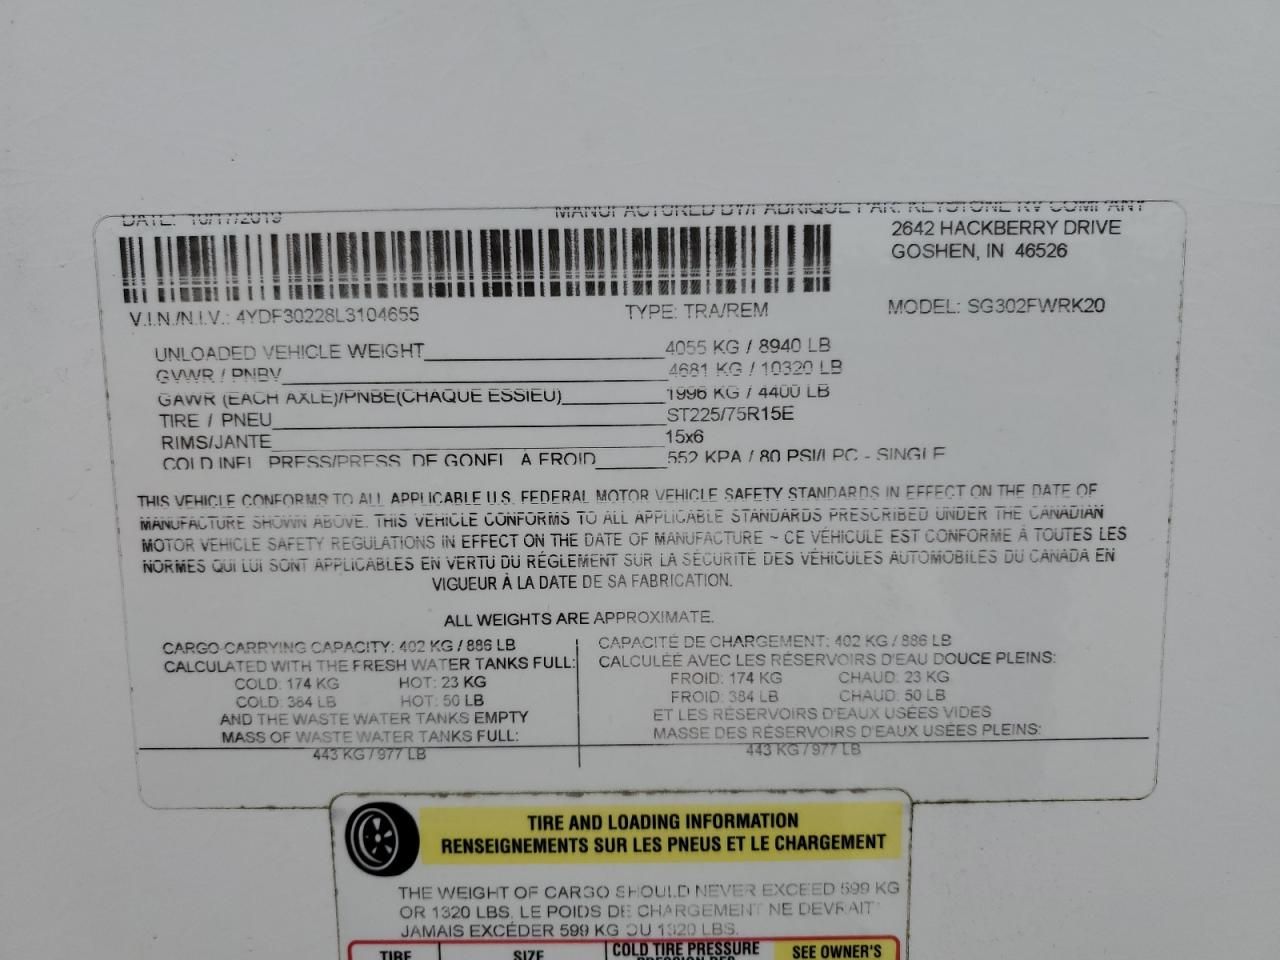 DATE: 10/17/2019
MANUFACTURED BY/FABRIQUE PAR: KEYSTONE RV COMPANY
2642 HACKBERRY DRIVE
GOSHEN, IN 46526
V.I.N./N.I.V.: 4YDF30228L3104655 TYPE: TRA/REM MODEL: SG302FWRK20
UNLOADED VEHICLE WEIGHT 4055 KG / 8940 LB
GVWR / PNBV 4681 KG / 10320 LB
GAWR (EACH AXLE)/PNBE(CHAQUE ESSIEU) 1996 KG / 4400 LB
TIRE / PNEU ST225/75R15E
RIMS/JANTE 15x6
COLD INFL. PRESS/PRESS. DE GONFL. À FROID 552 KPA / 80 PSI/LPC - SINGLE
THIS VEHICLE CONFORMS TO ALL APPLICABLE U.S. FEDERAL MOTOR VEHICLE SAFETY STANDARDS IN EFFECT ON THE DATE OF
MANUFACTURE SHOWN ABOVE. THIS VEHICLE CONFORMS TO ALL APPLICABLE STANDARDS PRESCRIBED UNDER THE CANADIAN
MOTOR VEHICLE SAFETY REGULATIONS IN EFFECT ON THE DATE OF MANUFACTURE ~ CE VÉHICULE EST CONFORME À TOUTES LES
NORMES QUI LUI SONT APPLICABLES EN VERTU DU RÉGLEMENT SUR LA SÉCURITÉ DES VÉHICULES AUTOMOBILES DU CANADA EN
VIGUEUR À LA DATE DE SA FABRICATION.
ALL WEIGHTS ARE APPROXIMATE.
CARGO CARRYING CAPACITY: 402 KG / 886 LB
CALCULATED WITH THE FRESH WATER TANKS FULL:
COLD: 174 KG HOT: 23 KG
COLD: 384 LB HOT: 50 LB
AND THE WASTE WATER TANKS EMPTY
MASS OF WASTE WATER TANKS FULL:
443 KG / 977 LB
CAPACITÉ DE CHARGEMENT: 402 KG / 886 LB
CALCULÉE AVEC LES RÉSERVOIRS D'EAU DOUCE PLEINS:
FROID: 174 KG CHAUD: 23 KG
FROID: 384 LB CHAUD: 50 LB
ET LES RÉSERVOIRS D'EAUX USÉES VIDES
MASSE DES RÉSERVOIRS D'EAUX USÉES PLEINS:
443 KG / 977 LB
TIRE AND LOADING INFORMATION
RENSEIGNEMENTS SUR LES PNEUS ET LE CHARGEMENT
THE WEIGHT OF CARGO SHOULD NEVER EXCEED 599 KG
OR 1320 LBS. LE POIDS DE CHARGEMENT NE DEVRAIT
JAMAIS EXCÉDER 599 KG OU 1320 LBS.
TIRE SIZE COLD TIRE PRESSURE SEE OWNER'S
PRESSION DES